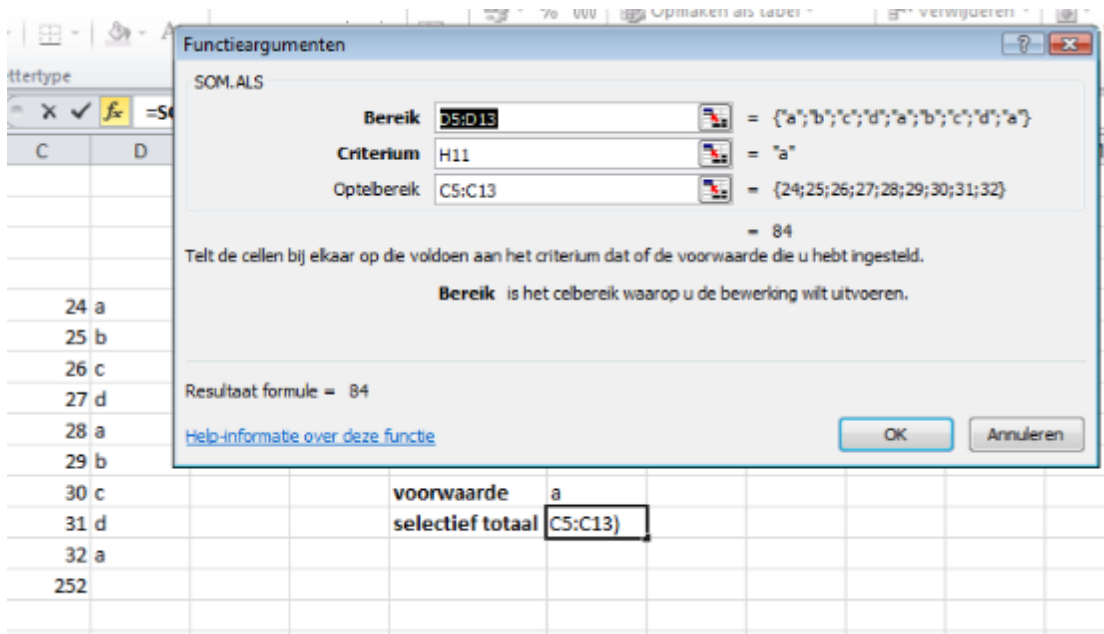 % 000 Opmaken als tabel Verwijderen
ttertype
Functieargumenten
SOM.ALS
Bereik D5:D13 = {"a";"b";"c";"d";"a";"b";"c";"d";"a"}
Criterium H11 = "a"
Optelbereik C5:C13 = {24;25;26;27;28;29;30;31;32}
= 84
Telt de cellen bij elkaar op die voldoen aan het criterium dat of de voorwaarde die u hebt ingesteld.
Bereik is het celbereik waarop u de bewerking wilt uitvoeren.
Resultaat formule = 84
Help-informatie over deze functie
OK Annuleren
fx =S
C D
24 a
25 b
26 c
27 d
28 a
29 b
30 c voorwaarde a
31 d selectief totaal C5:C13)
32 a
252